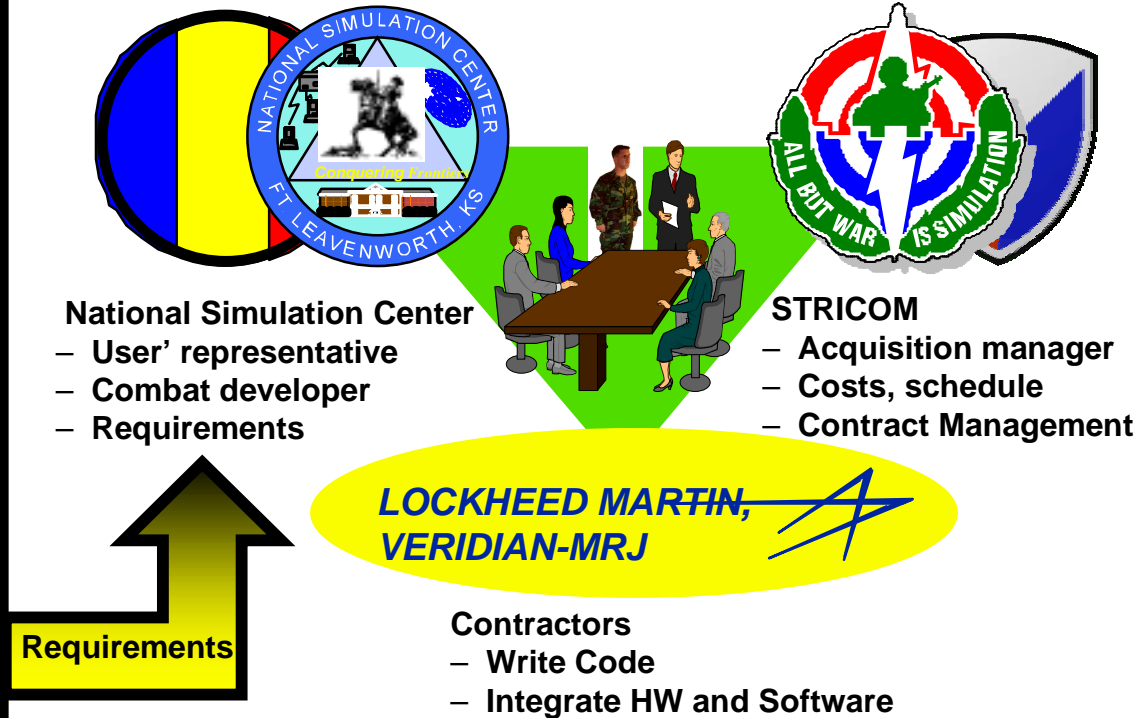 NATIONAL SIMULATION CENTER
Conquering Frontiers
FT LEAVENWORTH, KS
ALL BUT WAR IS SIMULATION
National Simulation Center
– User' representative
– Combat developer
– Requirements
STRICOM
– Acquisition manager
– Costs, schedule
– Contract Management
LOCKHEED MARTIN,
VERIDIAN-MRJ
Requirements
Contractors
– Write Code
– Integrate HW and Software